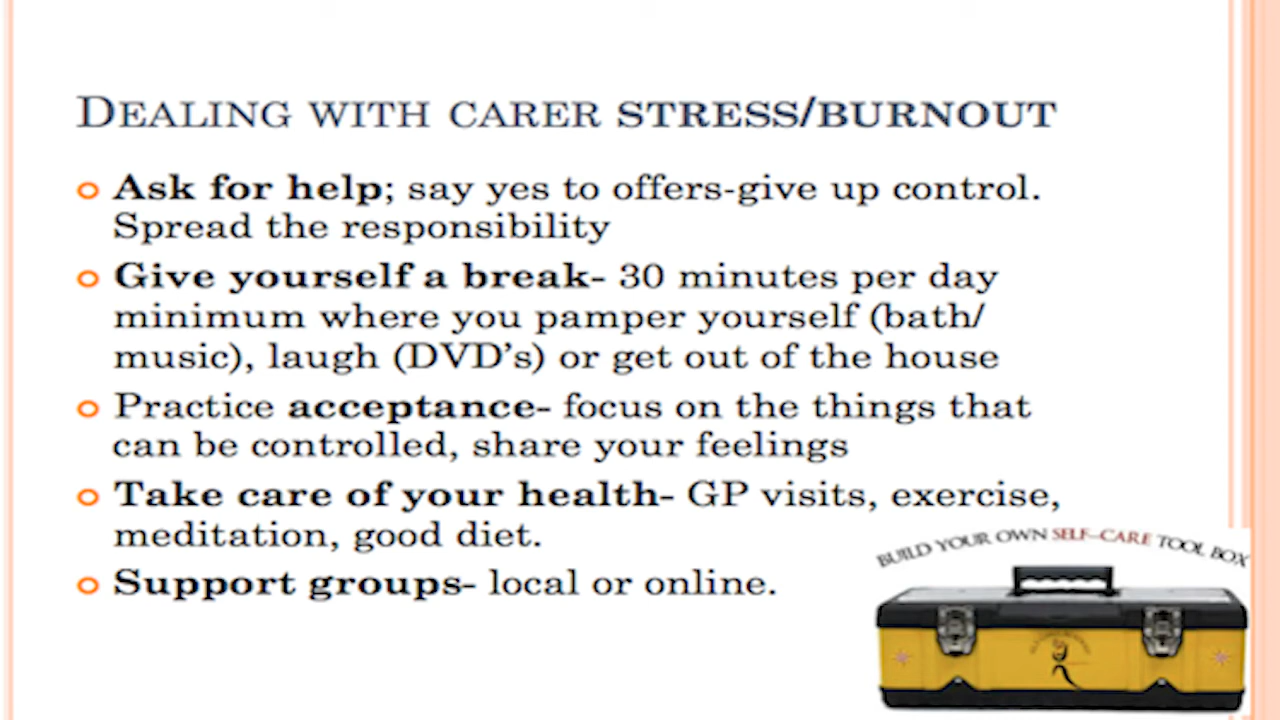 DEALING WITH CARER STRESS/BURNOUT
Ask for help; say yes to offers-give up control.
Spread the responsibility
Give yourself a break- 30 minutes per day
minimum where you pamper yourself (bath/
music), laugh (DVD’s) or get out of the house
Practice acceptance- focus on the things that
can be controlled, share your feelings
Take care of your health- GP visits, exercise,
meditation, good diet.
Support groups- local or online.
BUILD YOUR OWN SELF-CARE TOOL BOX